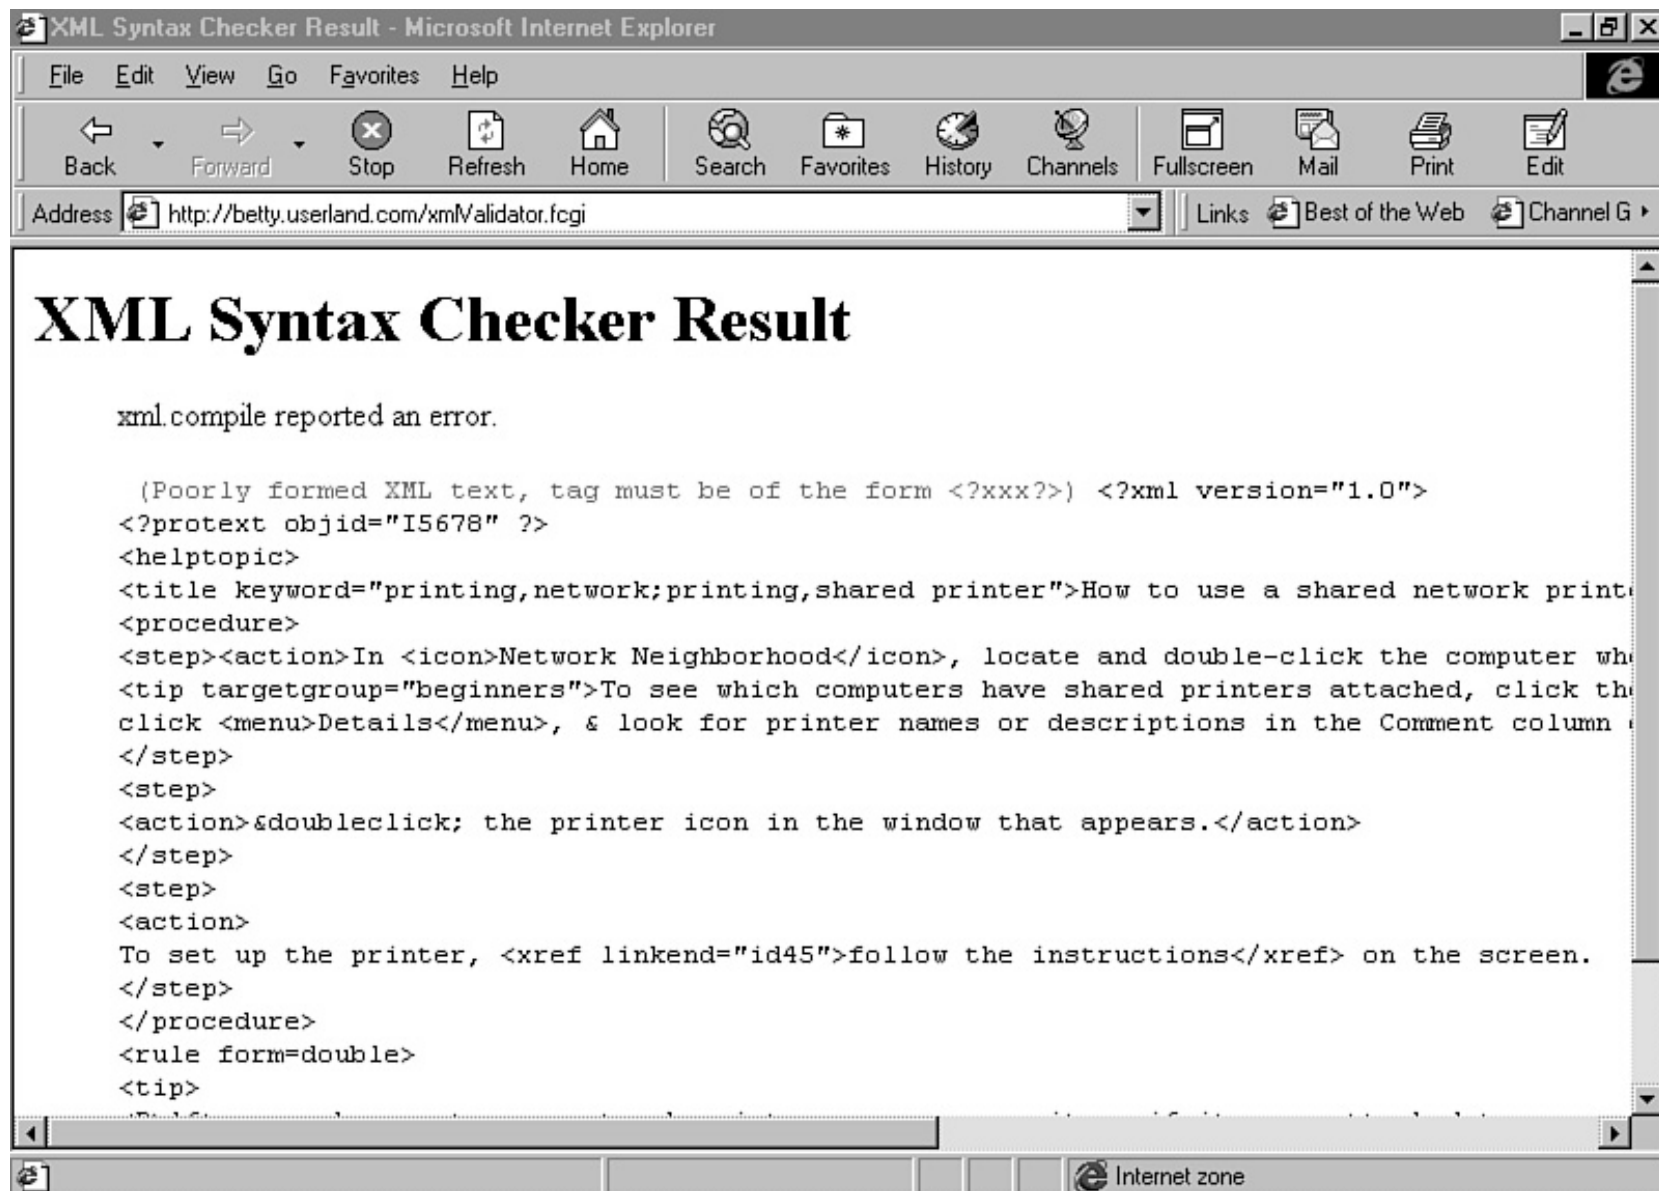 XML Syntax Checker Result - Microsoft Internet Explorer
File Edit View Go Favorites Help
Back Forward Stop Refresh Home Search Favorites History Channels Fullscreen Mail Print Edit
Address http://betty.userland.com/xmlValidator.fcgi Links Best of the Web Channel G
XML Syntax Checker Result
xml.compile reported an error.
(Poorly formed XML text, tag must be of the form <?xxx?>) <?xml version="1.0">
<?protext objid="I5678" ?>
<helptopic>
<title keyword="printing,network;printing,shared printer">How to use a shared network print
<procedure>
<step><action>In <icon>Network Neighborhood</icon>, locate and double-click the computer wh
<tip targetgroup="beginners">To see which computers have shared printers attached, click th
click <menu>Details</menu>, & look for printer names or descriptions in the Comment column
</step>
<step>
<action>&doubleclick; the printer icon in the window that appears.</action>
</step>
<step>
<action>
To set up the printer, <xref linkend="id45">follow the instructions</xref> on the screen.
</step>
</procedure>
<rule form=double>
<tip>
Internet zone